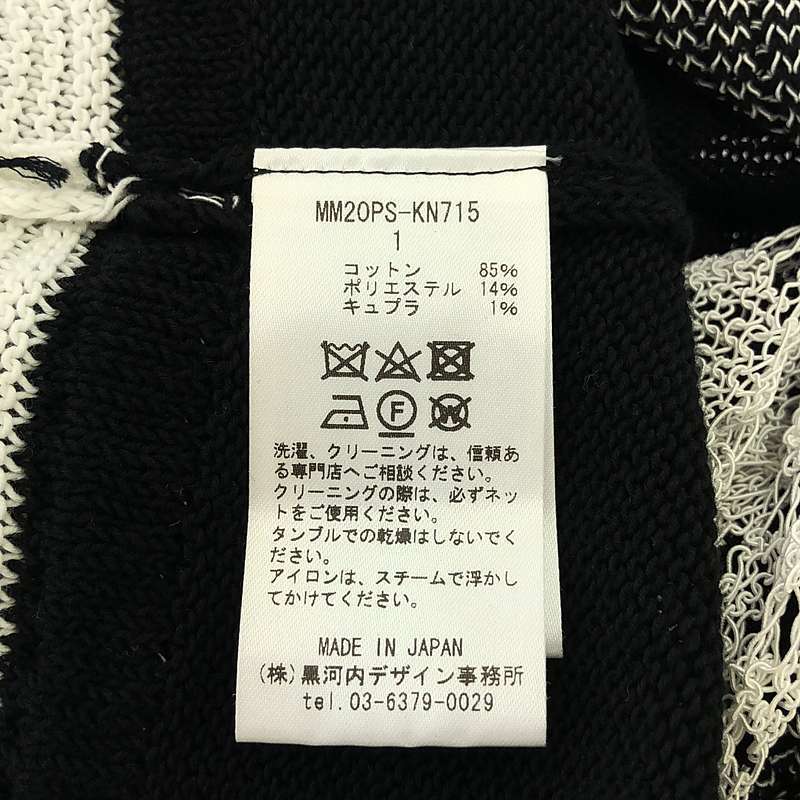 MM20PS-KN715
1
コットン 85%
ポリエステル 14%
キュプラ 1%
F W
洗濯、クリーニングは、信頼あ
る専門店へご相談ください。
クリーニングの際は、必ずネッ
トをご使用ください。
タンブルでの乾燥はしないでく
ださい。
アイロンは、スチームで浮かし
てかけてください。
MADE IN JAPAN
(株)黒河内デザイン事務所
tel.03-6379-0029